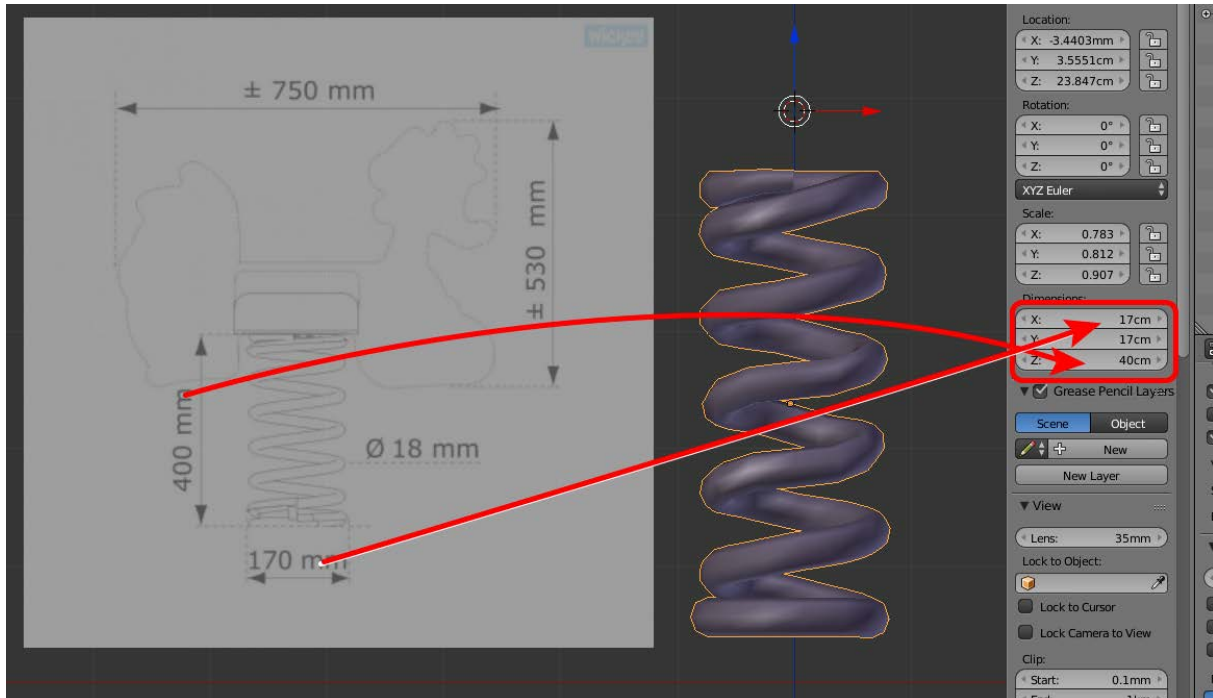 Wickey
± 750 mm
± 530 mm
400 mm
Ø 18 mm
170 mm
Location:
X: -3.4403mm
Y: 3.5551cm
Z: 23.847cm
Rotation:
X: 0°
Y: 0°
Z: 0°
XYZ Euler
Scale:
X: 0.783
Y: 0.812
Z: 0.907
Dimensions:
X: 17cm
Y: 17cm
Z: 40cm
Grease Pencil Layers
Scene Object
New
New Layer
View
Lens: 35mm
Lock to Object:
Lock to Cursor
Lock Camera to View
Clip:
Start: 0.1mm